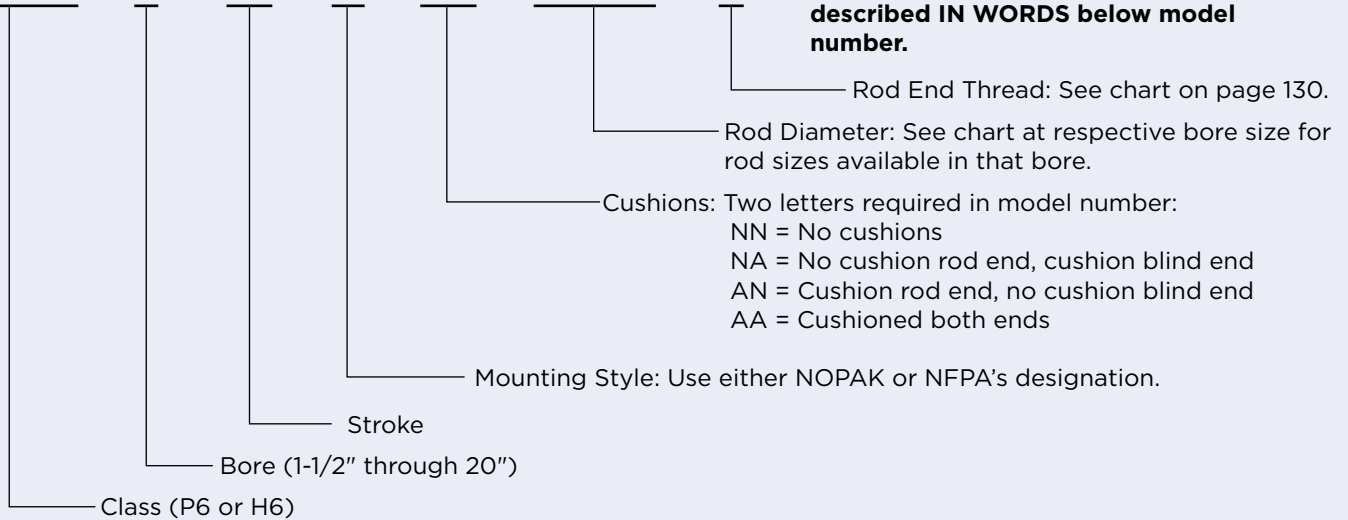 described IN WORDS below model
number.
Rod End Thread: See chart on page 130.
Rod Diameter: See chart at respective bore size for
rod sizes available in that bore.
Cushions: Two letters required in model number:
NN = No cushions
NA = No cushion rod end, cushion blind end
AN = Cushion rod end, no cushion blind end
AA = Cushioned both ends
Mounting Style: Use either NOPAK or NFPA’s designation.
Stroke
Bore (1-1/2" through 20")
Class (P6 or H6)